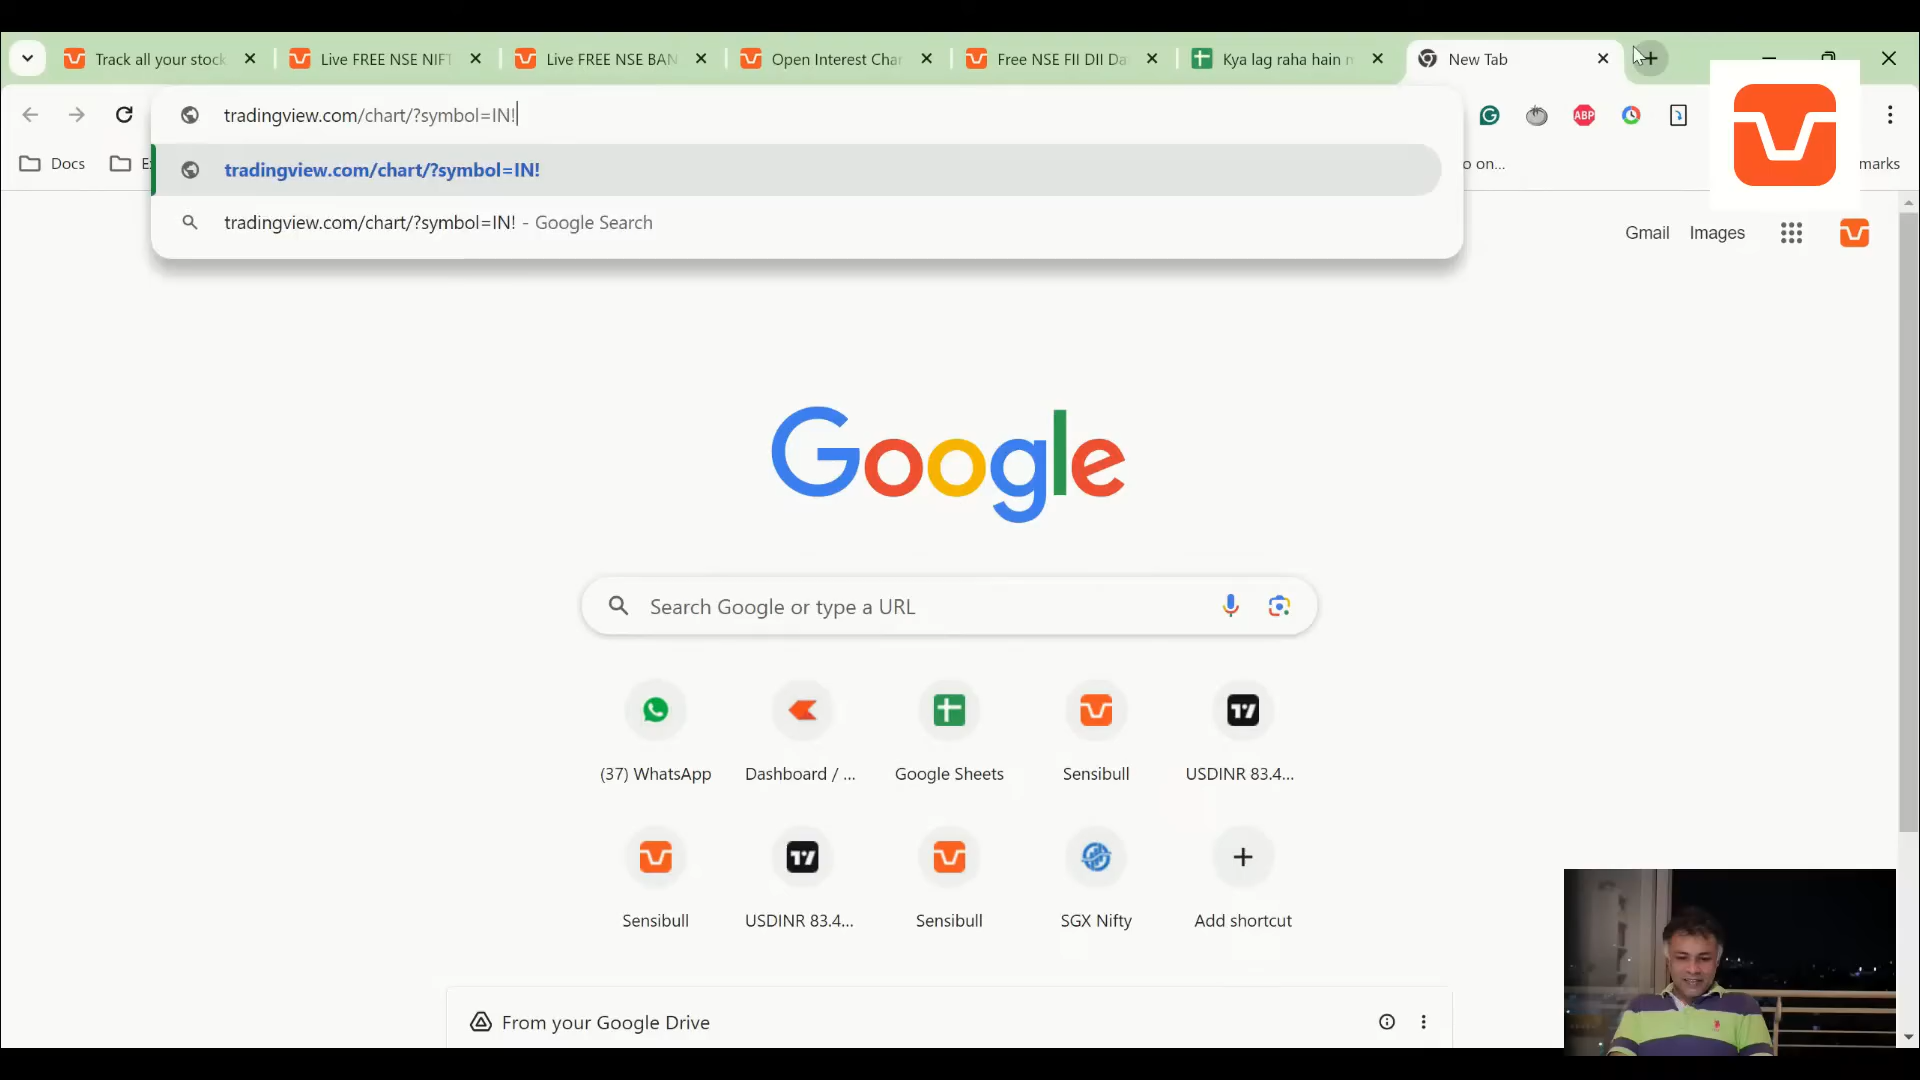 Track all your stock
Live FREE NSE NIFT
Live FREE NSE BAN
Open Interest Char
Free NSE FII DII Da
Kya lag raha hain m
New Tab
tradingview.com/chart/?symbol=IN!
ABP
Docs
tradingview.com/chart/?symbol=IN!
o on...
marks
tradingview.com/chart/?symbol=IN! - Google Search
Gmail
Images
Google
Search Google or type a URL
(37) WhatsApp
Dashboard / ...
Google Sheets
Sensibull
USDINR 83.4...
Sensibull
USDINR 83.4...
Sensibull
SGX Nifty
Add shortcut
From your Google Drive